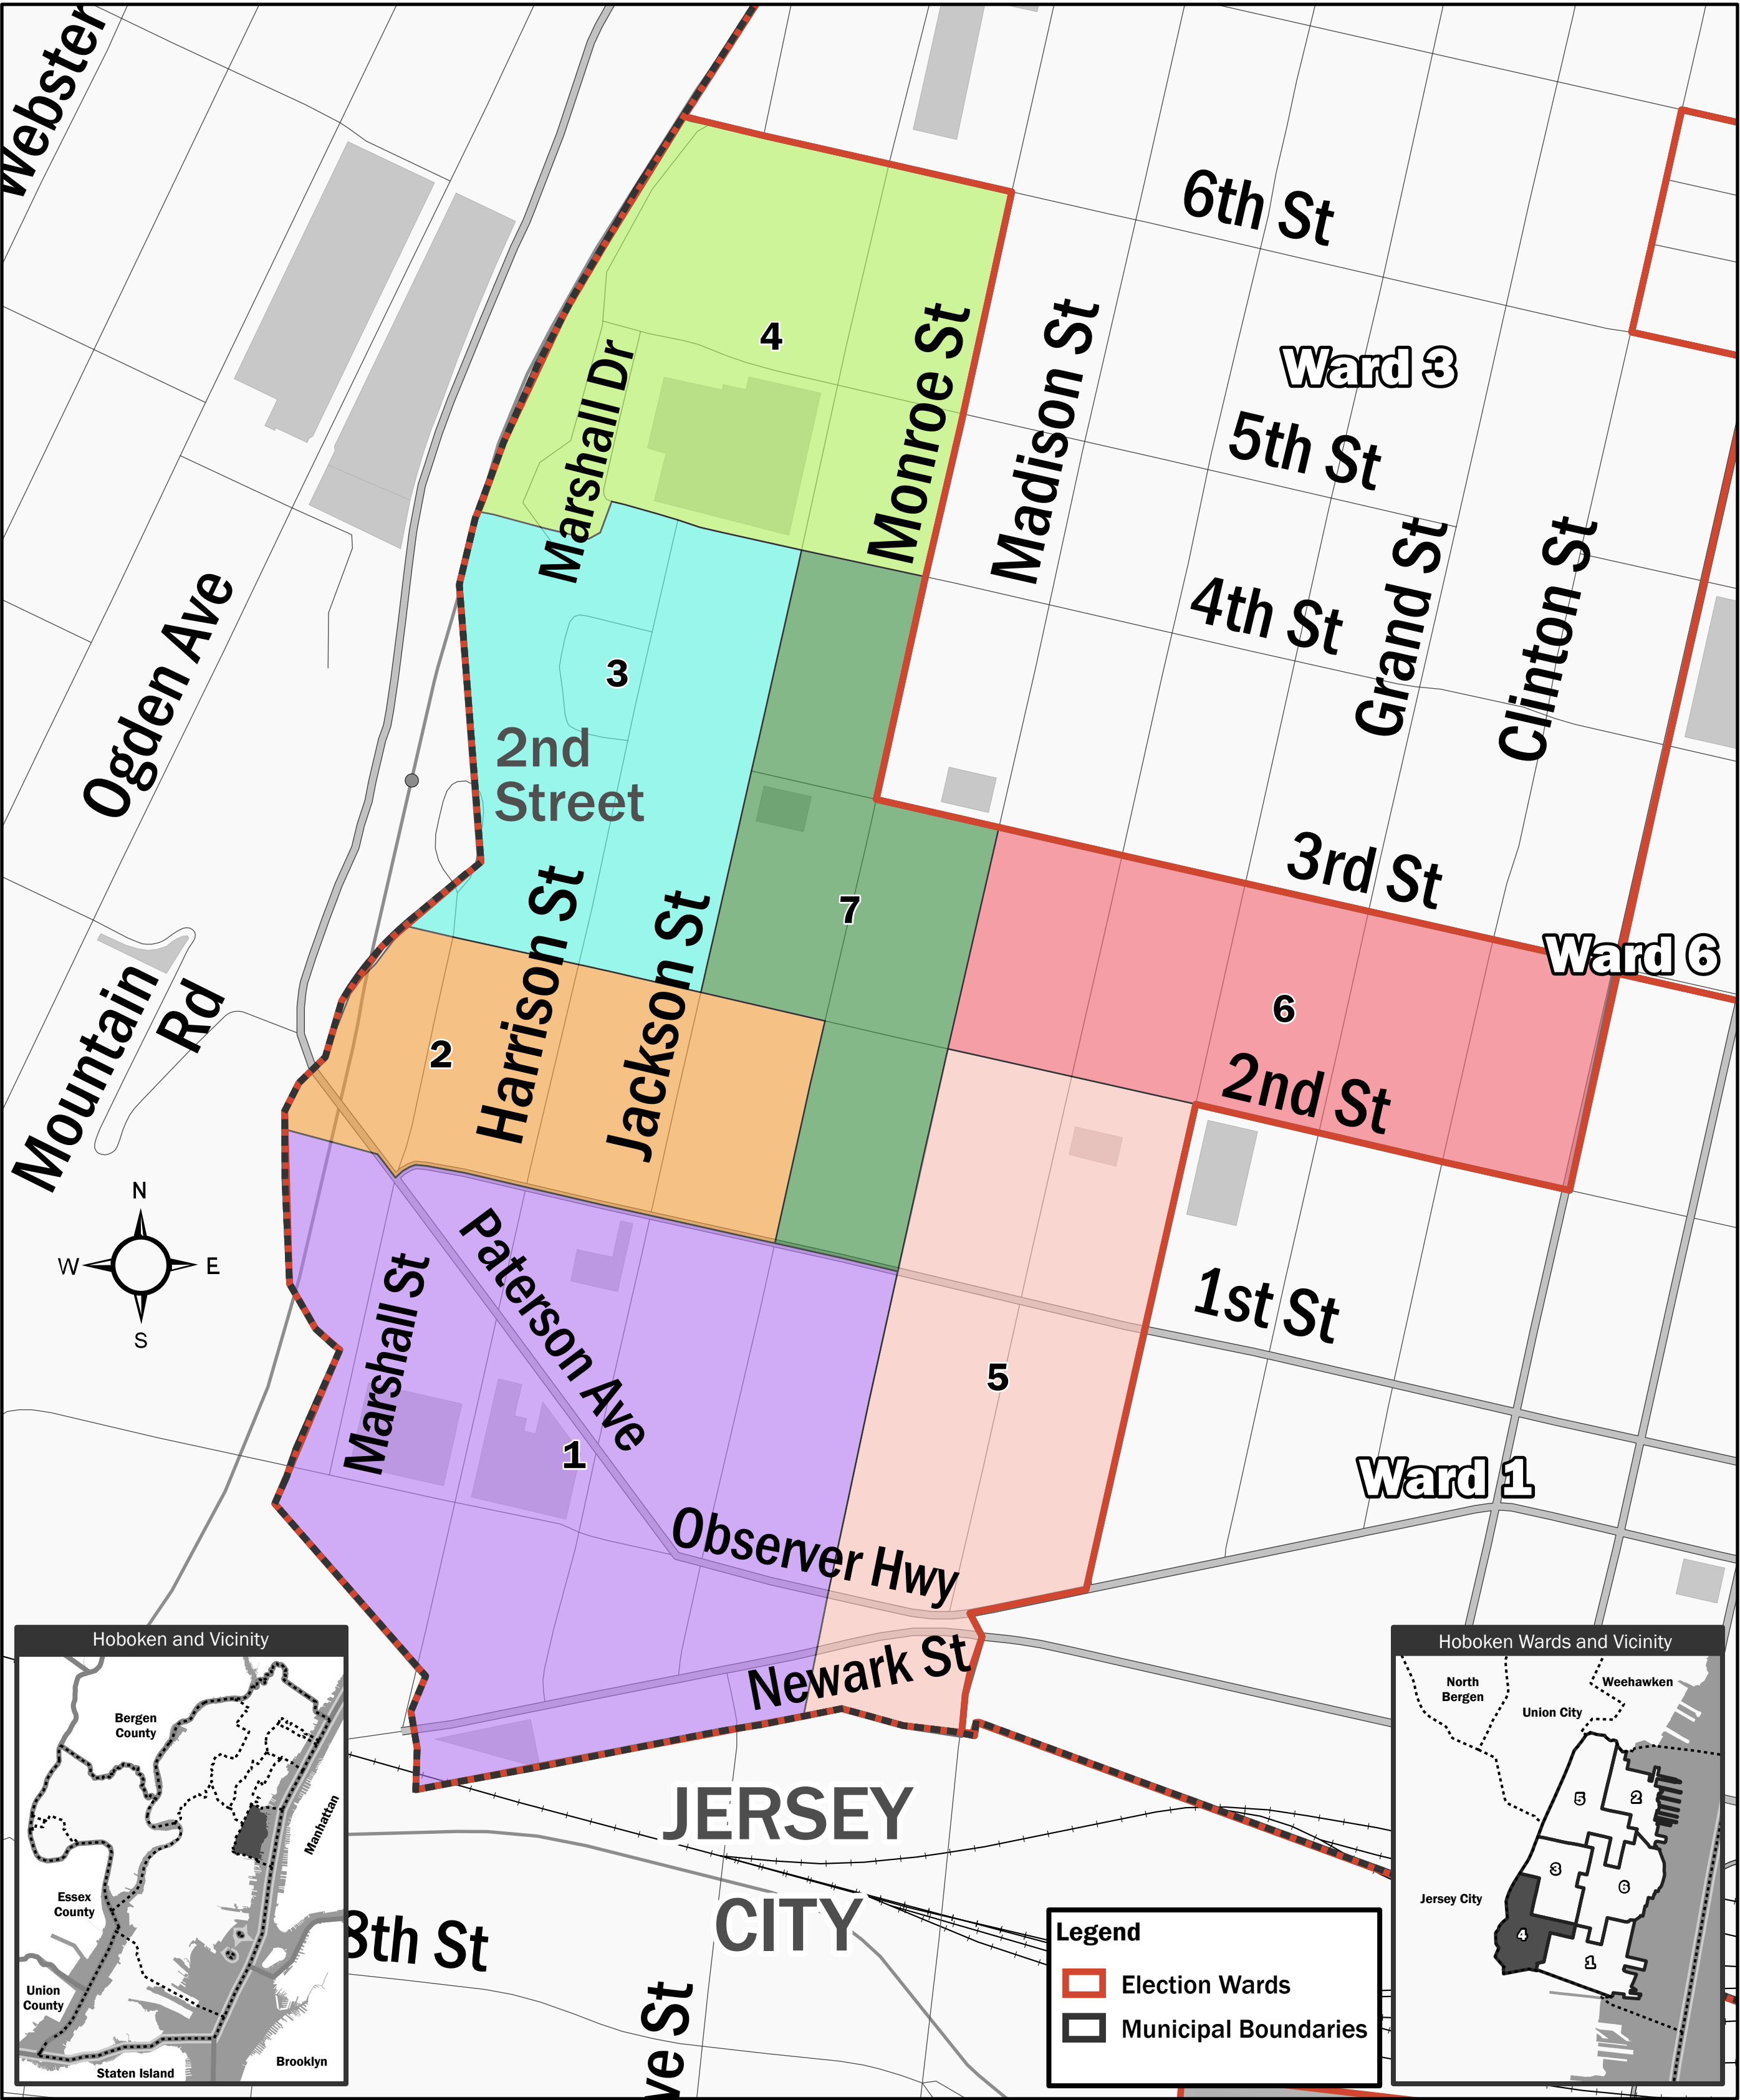 Webster
6th St
4
Monroe St
Madison St
Ward 3
Marshall Dr
5th St
4th St
Grand St
Clinton St
Ogden Ave
3
2nd
Street
3rd St
Harrison St
Jackson St
7
Ward 6
6
Mountain
Rd
2
2nd St
N
W
E
S
Paterson Ave
Marshall St
1st St
5
1
Ward 1
Observer Hwy
Newark St
Hoboken and Vicinity
Bergen
County
Manhattan
Essex
County
Union
County
Staten Island
Brooklyn
Hoboken Wards and Vicinity
North
Bergen
Weehawken
Union City
5
2
3
6
Jersey City
4
1
JERSEY
CITY
8th St
ve St
Legend
Election Wards
Municipal Boundaries